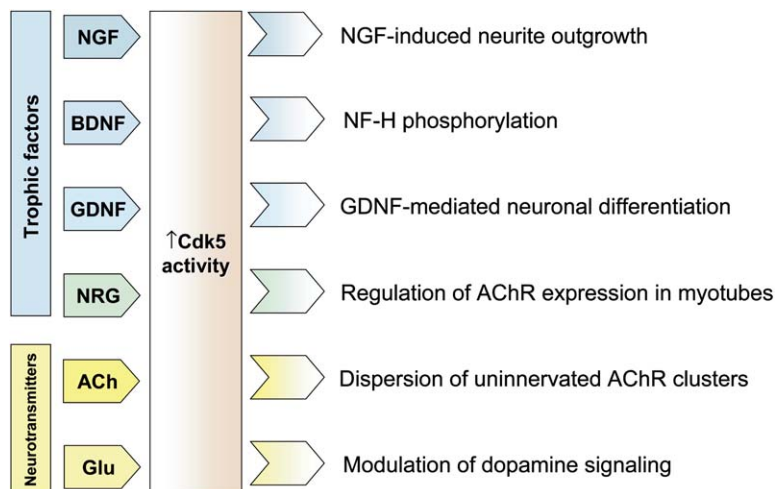 Trophic factors
NGF
NGF-induced neurite outgrowth
BDNF
NF-H phosphorylation
GDNF
GDNF-mediated neuronal differentiation
↑Cdk5
activity
NRG
Regulation of AChR expression in myotubes
Neurotransmitters
ACh
Dispersion of uninnervated AChR clusters
Glu
Modulation of dopamine signaling